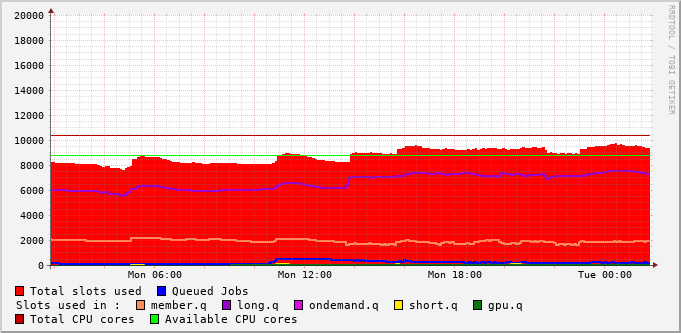 20000
18000
16000
14000
12000
10000
8000
6000
4000
2000
0
Mon 06:00 Mon 12:00 Mon 18:00 Tue 00:00
Total slots used Queued Jobs
Slots used in : member.q long.q ondemand.q short.q gpu.q
Total CPU cores Available CPU cores
RRDTOOL / TOBI OETIKER